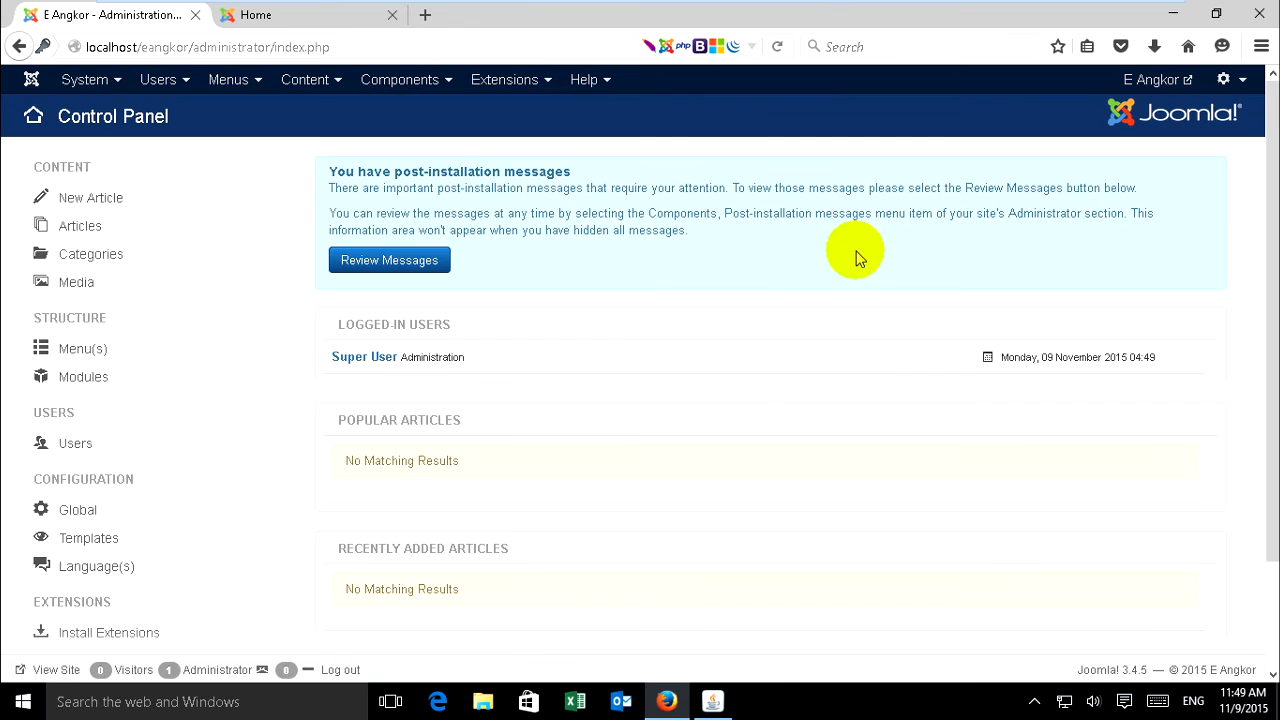 E Angkor - Administration...
Home
localhost/eangkor/administrator/index.php
php
Search
System
Users
Menus
Content
Components
Extensions
Help
E Angkor
Control Panel
Joomla!
CONTENT
New Article
Articles
Categories
Media
STRUCTURE
Menu(s)
Modules
USERS
Users
CONFIGURATION
Global
Templates
Language(s)
EXTENSIONS
Install Extensions
You have post-installation messages
There are important post-installation messages that require your attention. To view those messages please select the Review Messages button below.
You can review the messages at any time by selecting the Components, Post-installation messages menu item of your site's Administrator section. This
information area won't appear when you have hidden all messages.
Review Messages
LOGGED-IN USERS
Super User Administration
Monday, 09 November 2015 04:49
POPULAR ARTICLES
No Matching Results
RECENTLY ADDED ARTICLES
No Matching Results
View Site 0 Visitors 1 Administrator 0 Log out
Joomla! 3.4.5 — © 2015 E Angkor
Search the web and Windows
ENG
11:49 AM
11/9/2015